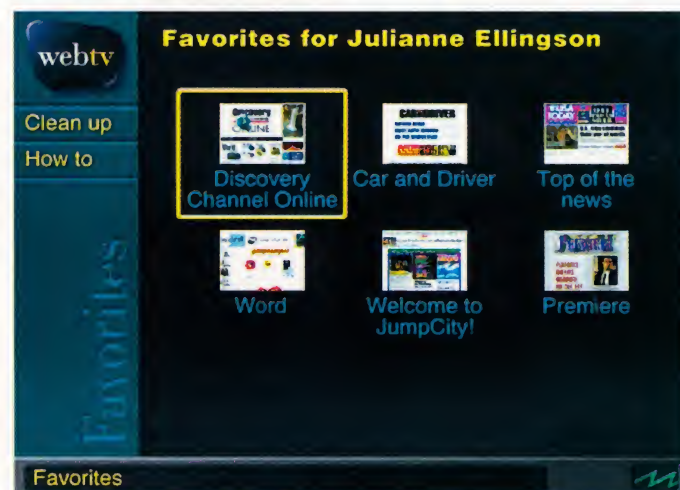 webtv
Favorites for Julianne Ellingson
Clean up
How to
Favorites
Discovery
Channel Online
Car and Driver
Top of the
news
Word
Welcome to
JumpCity!
Premiere
Favorites